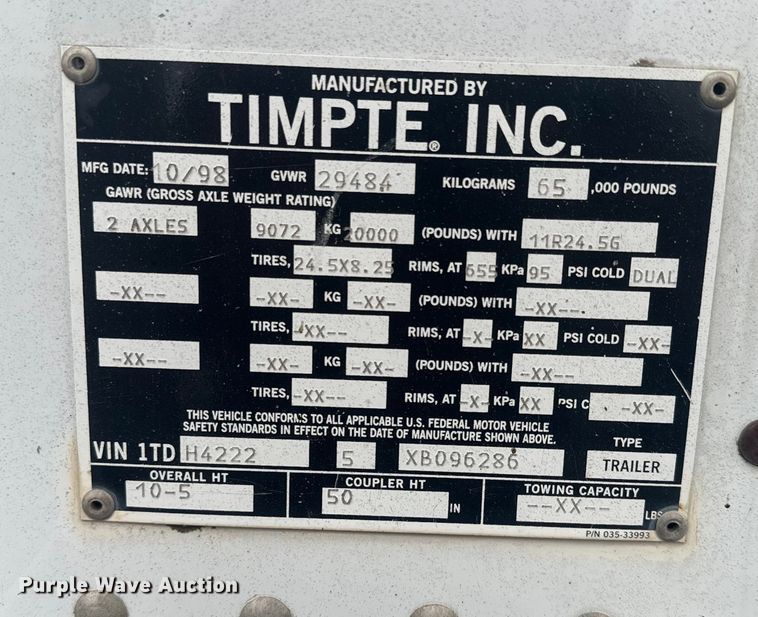 MANUFACTURED BY
TIMPTE® INC.
MFG DATE: 10/98 GVWR 29484 KILOGRAMS 65 ,000 POUNDS
GAWR (GROSS AXLE WEIGHT RATING)
2 AXLES 9072 KG 20000 (POUNDS) WITH 11R24.5G
TIRES, 24.5X8.25 RIMS, AT 655 KPa 95 PSI COLD DUAL
-XX-- -XX- KG -XX- (POUNDS) WITH -XX--
TIRES, -XX-- RIMS, AT -X- KPa XX PSI COLD -XX-
-XX-- -XX- KG -XX- (POUNDS) WITH -XX--
TIRES, -XX-- RIMS, AT -X- KPa XX PSI C -XX-
THIS VEHICLE CONFORMS TO ALL APPLICABLE U.S. FEDERAL MOTOR VEHICLE
SAFETY STANDARDS IN EFFECT ON THE DATE OF MANUFACTURE SHOWN ABOVE.
TYPE
VIN 1TD H4222 5 XB096286 TRAILER
OVERALL HT COUPLER HT TOWING CAPACITY
10-5 50 IN --XX-- LBS
P/N 035-33993
Purple Wave Auction